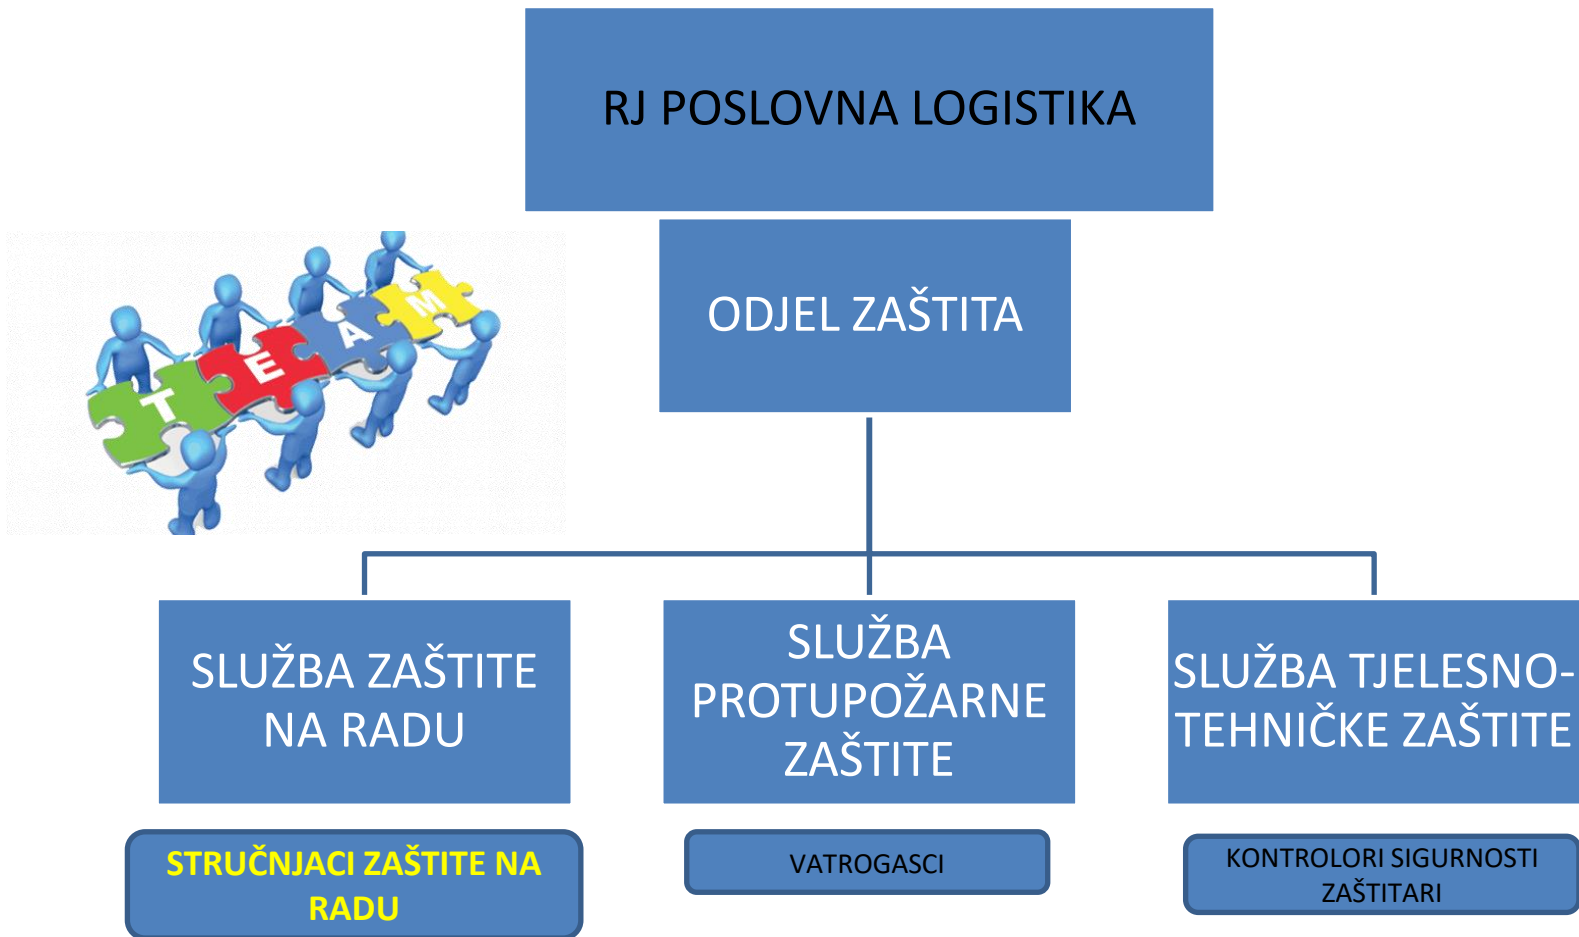 RJ POSLOVNA LOGISTIKA
ODJEL ZAŠTITA
T E A M
SLUŽBA ZAŠTITE
NA RADU
SLUŽBA
PROTUPOŽARNE
ZAŠTITE
SLUŽBA TJELESNO-
TEHNIČKE ZAŠTITE
STRUČNJACI ZAŠTITE NA
RADU
VATROGASCI
KONTROLORI SIGURNOSTI
ZAŠTITARI